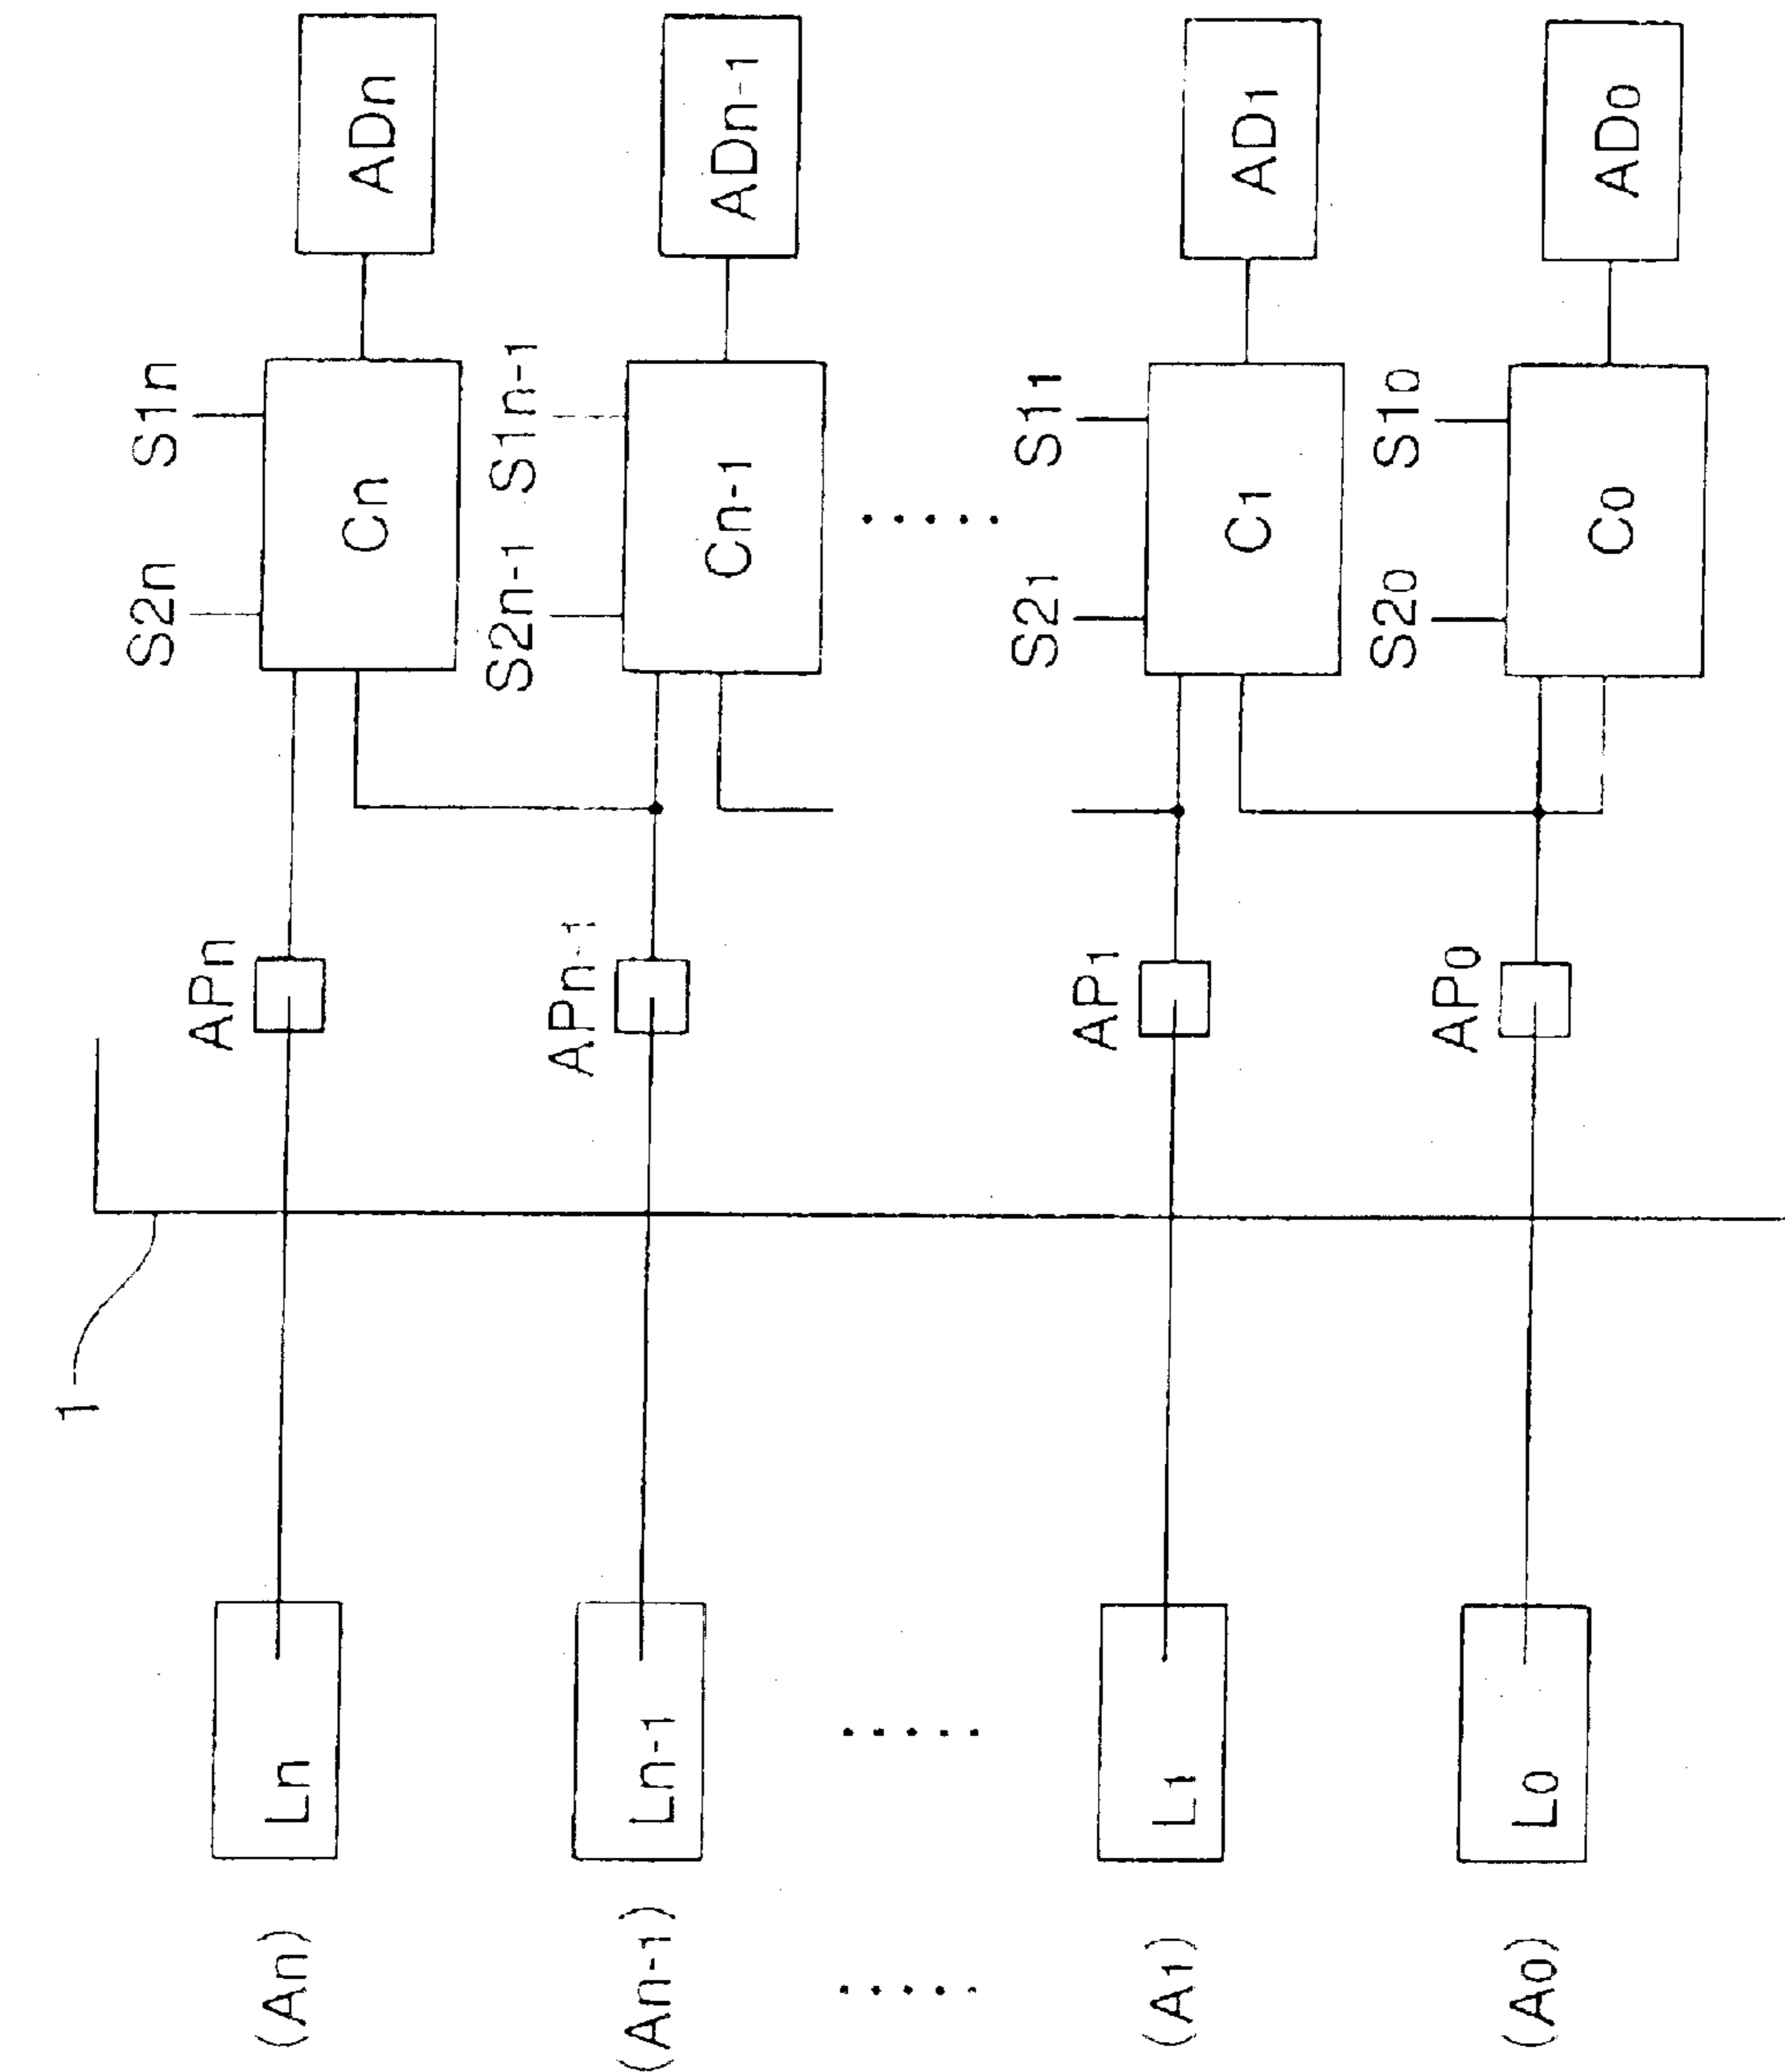 (An) Ln APn S2n S1n Cn ADn
(An-1) Ln-1 APn-1 S2n-1 S1n-1 Cn-1 ADn-1
..... ..... .....
(A1) L1 AP1 S21 S11 C1 AD1
(A0) L0 AP0 S20 S10 C0 AD0
1